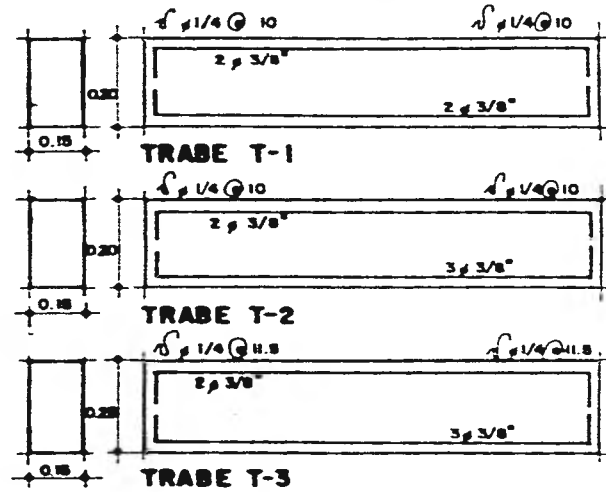 ø 1/4 @ 10 ø 1/4 @ 10
2 ø 3/8"
0.20
2 ø 3/8"
0.15
TRABE T-1
ø 1/4 @ 10 ø 1/4 @ 10
2 ø 3/8"
0.20
3 ø 3/8"
0.15
TRABE T-2
ø 1/4 @ 11.5 ø 1/4 @ 11.5
2 ø 3/8"
0.25
3 ø 3/8"
0.15
TRABE T-3